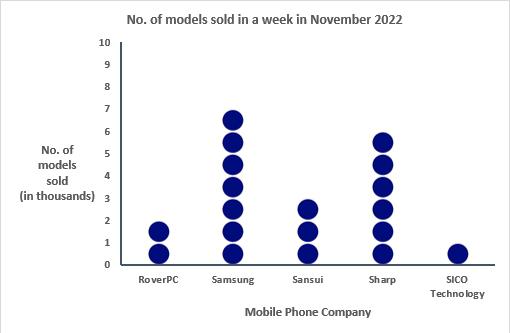 No. of models sold in a week in November 2022
10
9
8
7
6
5
4
3
2
1
0
No. of
models
sold
(in thousands)
RoverPC Samsung Sansui Sharp SICO
Technology
Mobile Phone Company